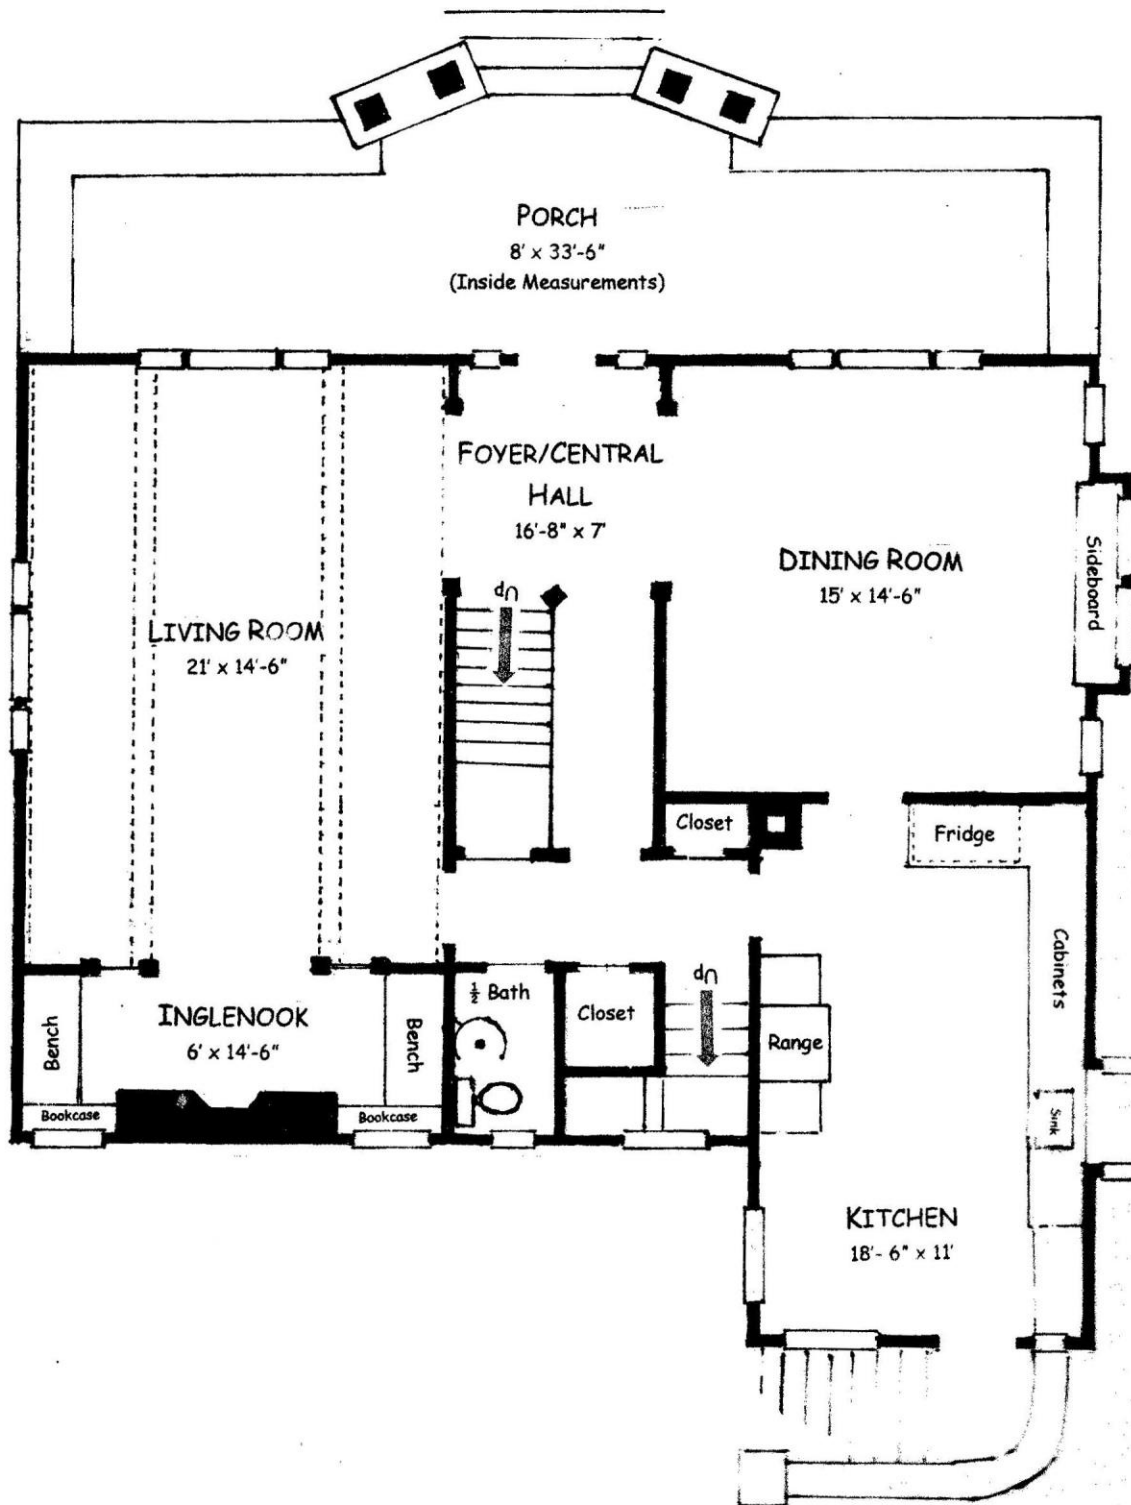 PORCH
8' x 33'-6"
(Inside Measurements)
FOYER/CENTRAL
HALL
16'-8" x 7'
DINING ROOM
15' x 14'-6"
Sideboard
Up
LIVING ROOM
21' x 14'-6"
Closet
Fridge
Cabinets
Up
½ Bath
Closet
INGLENOOK
6' x 14'-6"
Bench
Bench
Range
Bookcase
Bookcase
Sink
KITCHEN
18'- 6" x 11'